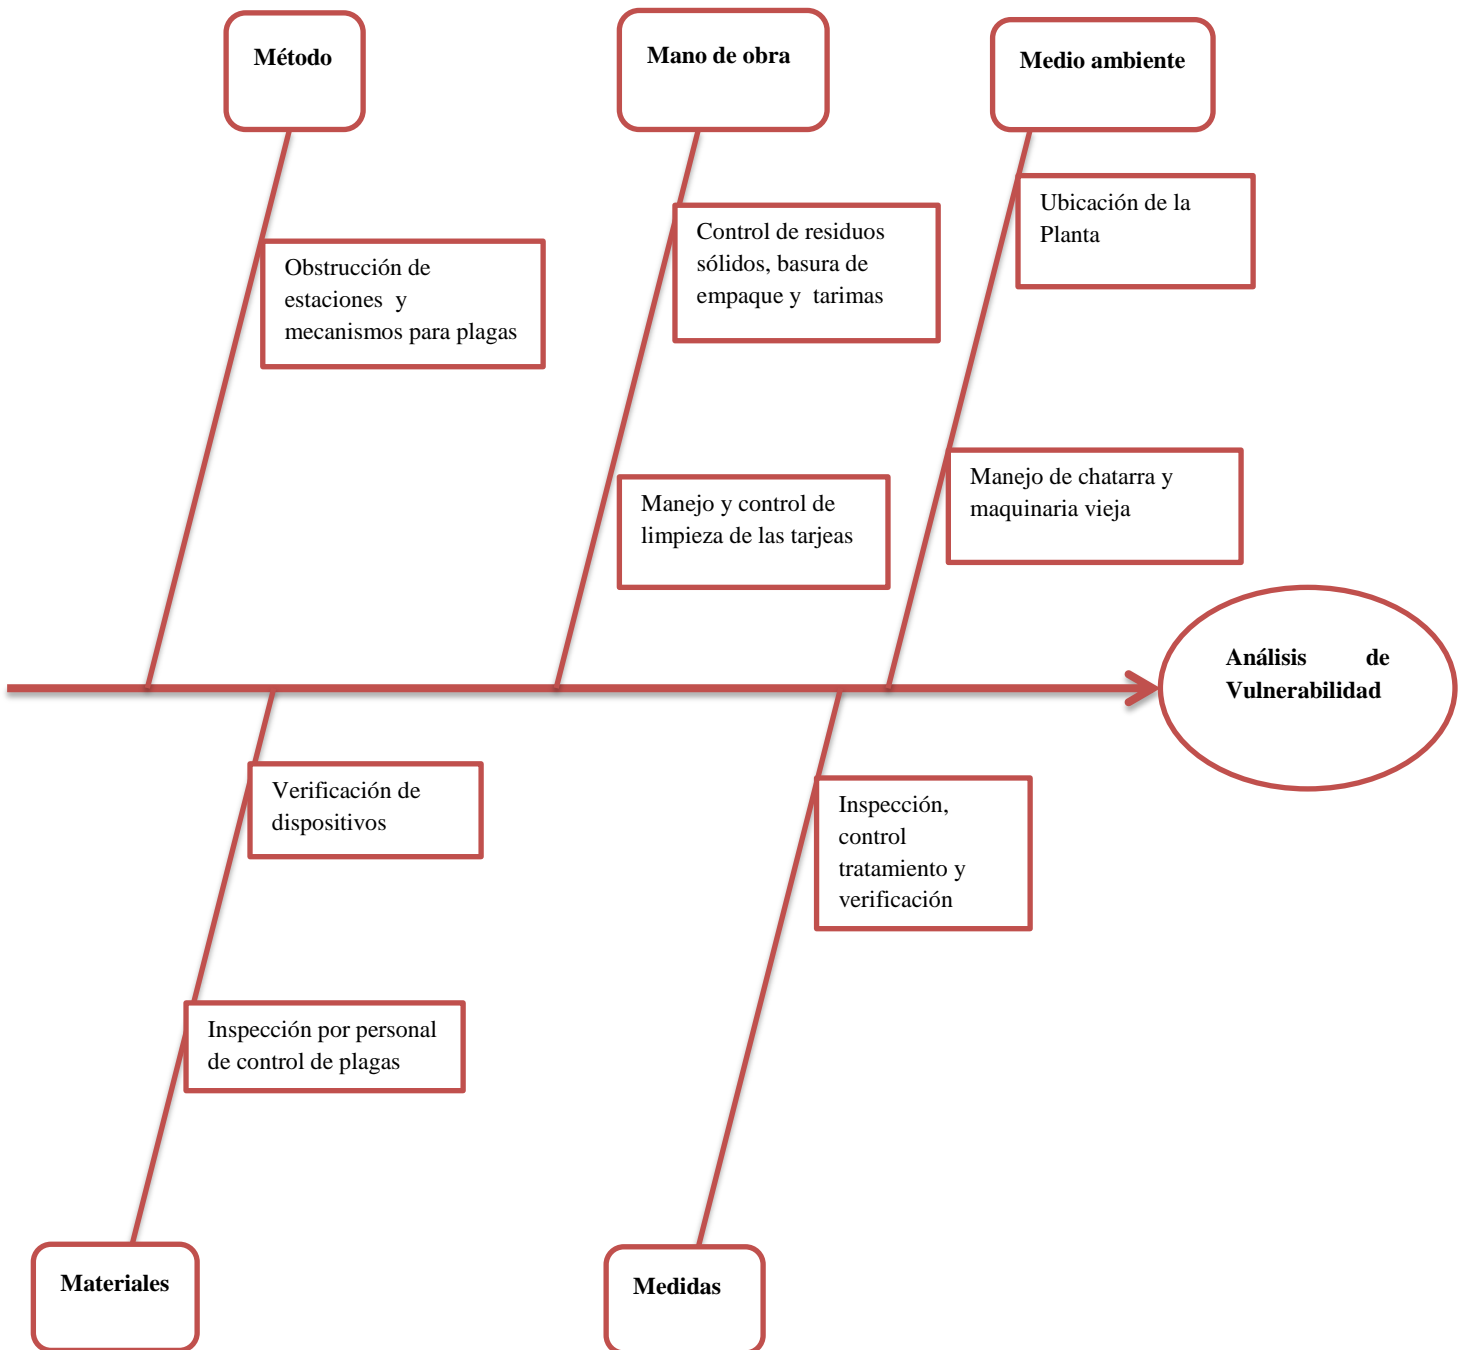 Método
Mano de obra
Medio ambiente
Obstrucción de
estaciones y
mecanismos para plagas
Control de residuos
sólidos, basura de
empaque y tarimas
Ubicación de la
Planta
Manejo y control de
limpieza de las tarjeas
Manejo de chatarra y
maquinaria vieja
Análisis de
Vulnerabilidad
Verificación de
dispositivos
Inspección,
control
tratamiento y
verificación
Inspección por personal
de control de plagas
Materiales
Medidas